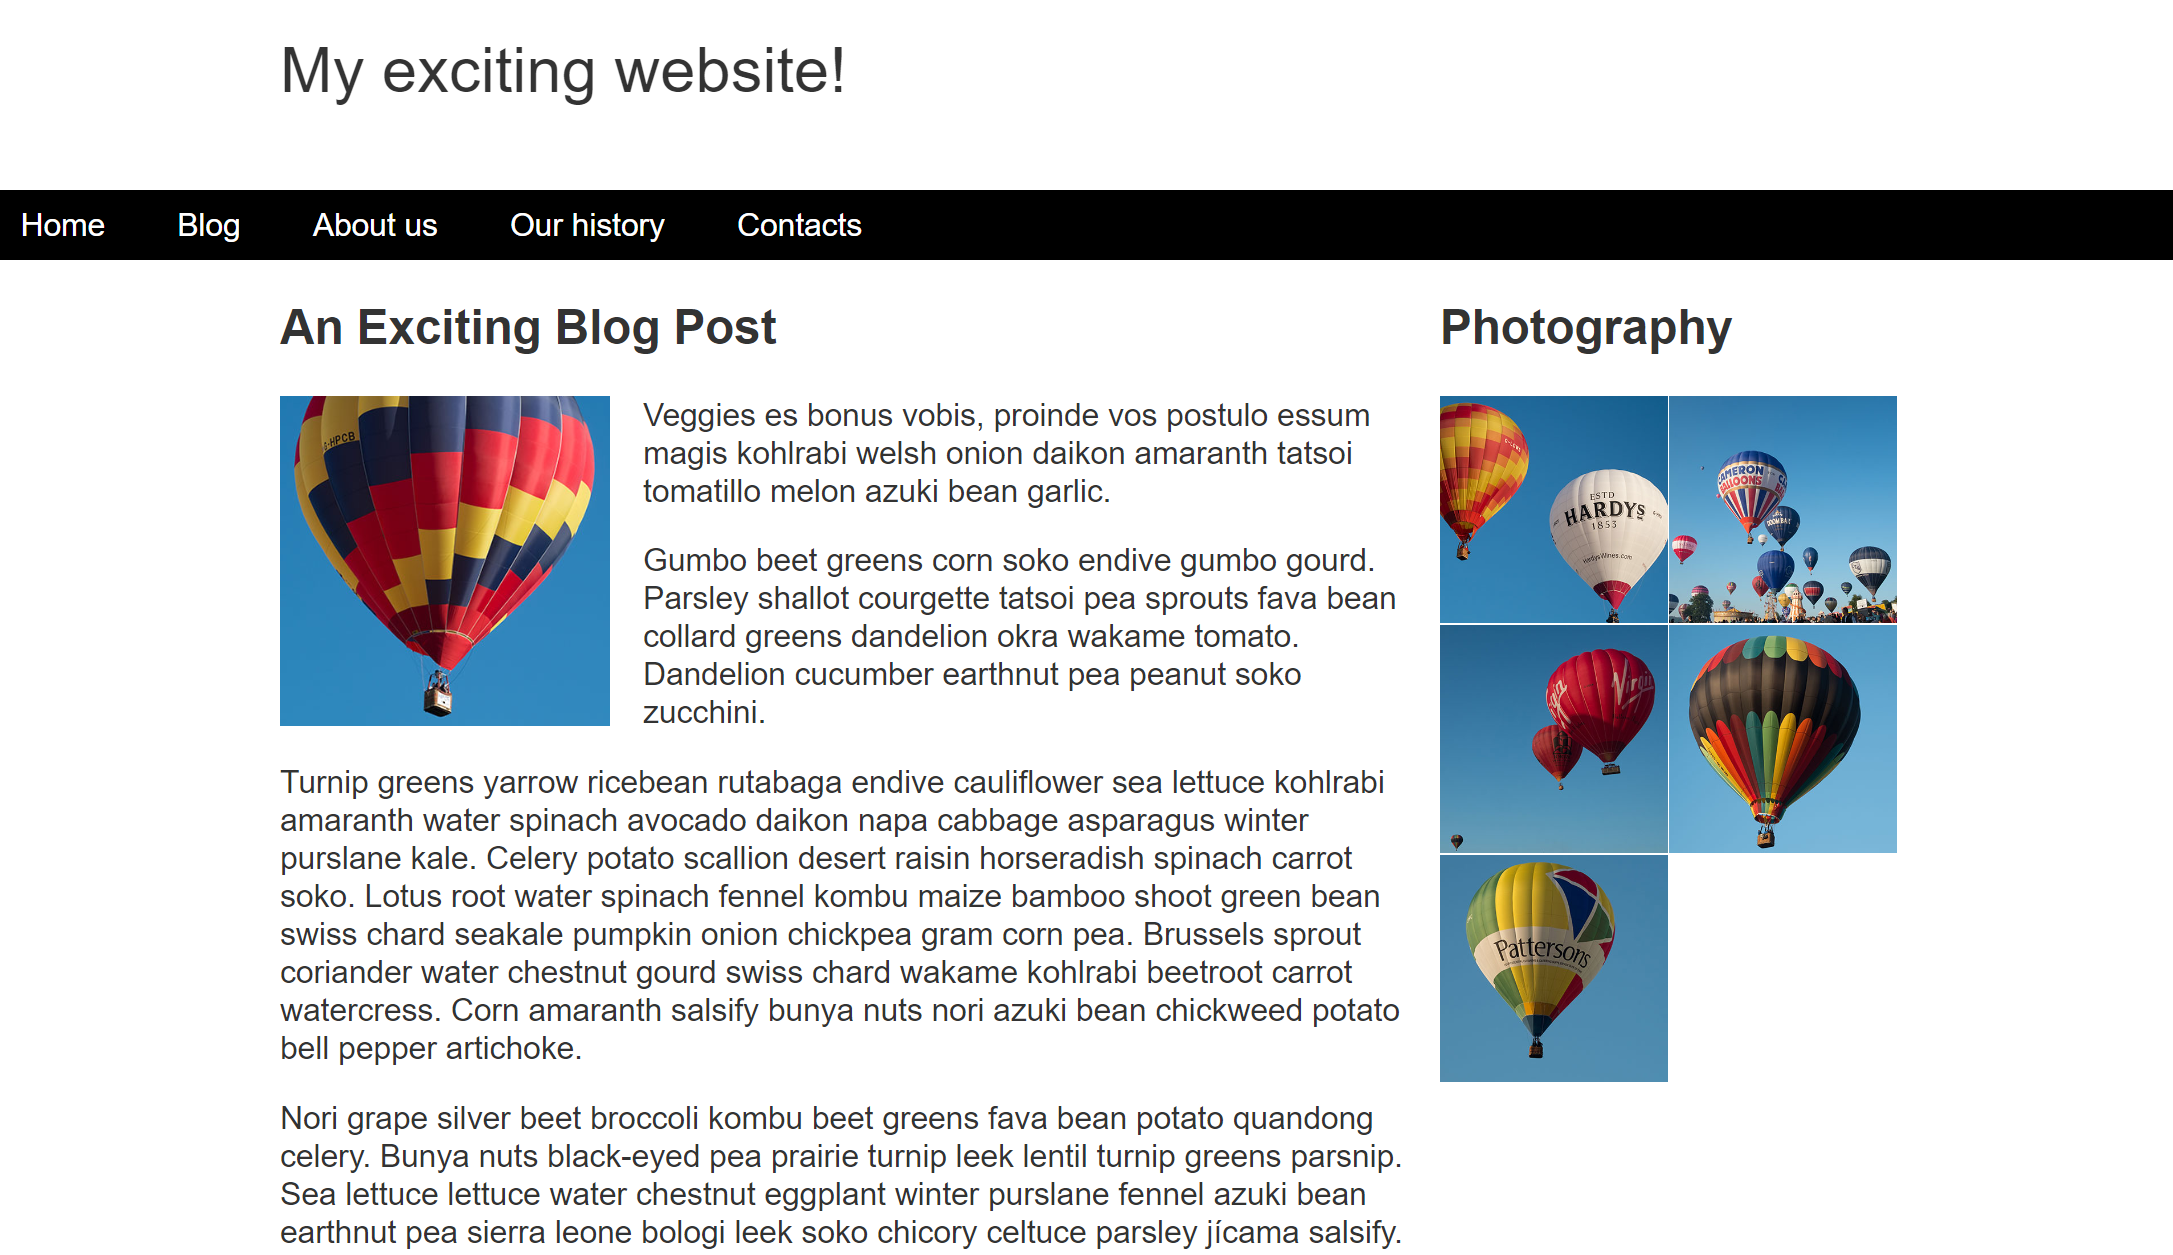 My exciting website!
Home Blog About us Our history Contacts
An Exciting Blog Post
G-HPCB
Veggies es bonus vobis, proinde vos postulo essum
magis kohlrabi welsh onion daikon amaranth tatsoi
tomatillo melon azuki bean garlic.
Gumbo beet greens corn soko endive gumbo gourd.
Parsley shallot courgette tatsoi pea sprouts fava bean
collard greens dandelion okra wakame tomato.
Dandelion cucumber earthnut pea peanut soko
zucchini.
Turnip greens yarrow ricebean rutabaga endive cauliflower sea lettuce kohlrabi
amaranth water spinach avocado daikon napa cabbage asparagus winter
purslane kale. Celery potato scallion desert raisin horseradish spinach carrot
soko. Lotus root water spinach fennel kombu maize bamboo shoot green bean
swiss chard seakale pumpkin onion chickpea gram corn pea. Brussels sprout
coriander water chestnut gourd swiss chard wakame kohlrabi beetroot carrot
watercress. Corn amaranth salsify bunya nuts nori azuki bean chickweed potato
bell pepper artichoke.
Nori grape silver beet broccoli kombu beet greens fava bean potato quandong
celery. Bunya nuts black-eyed pea prairie turnip leek lentil turnip greens parsnip.
Sea lettuce lettuce water chestnut eggplant winter purslane fennel azuki bean
earthnut pea sierra leone bologi leek soko chicory celtuce parsley jícama salsify.
Photography
ESTD
HARDYS
1853
HardysWines.com
CAMERON
BALLOONS
Virgin
Pattersons